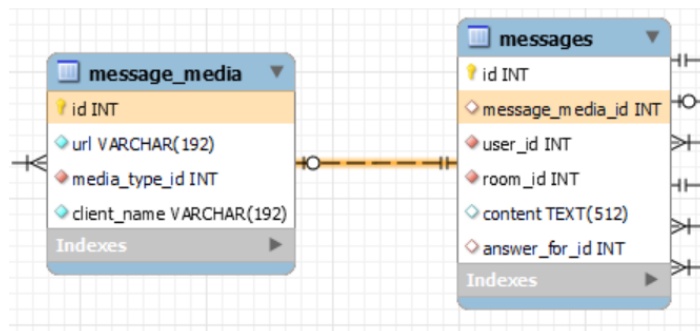 message_media
id INT
url VARCHAR(192)
media_type_id INT
client_name VARCHAR(192)
Indexes
messages
id INT
message_media_id INT
user_id INT
room_id INT
content TEXT(512)
answer_for_id INT
Indexes